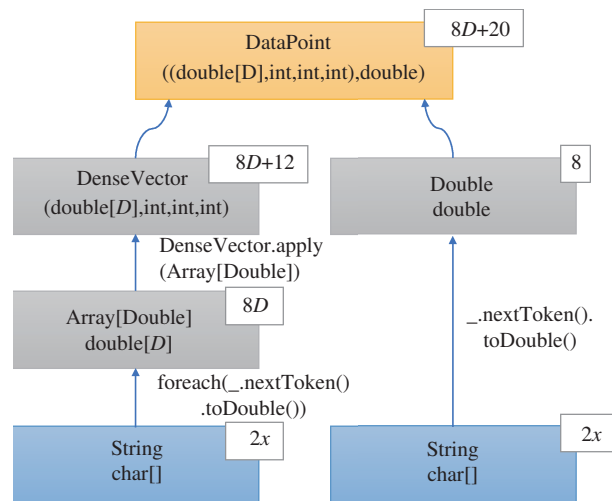 DataPoint
((double[D],int,int,int),double)
8D+20
DenseVector
(double[D],int,int,int)
8D+12
Double
double
8
DenseVector.apply
(Array[Double])
Array[Double]
double[D]
8D
_.nextToken().
toDouble()
foreach(_.nextToken()
.toDouble())
String
char[]
2x
String
char[]
2x